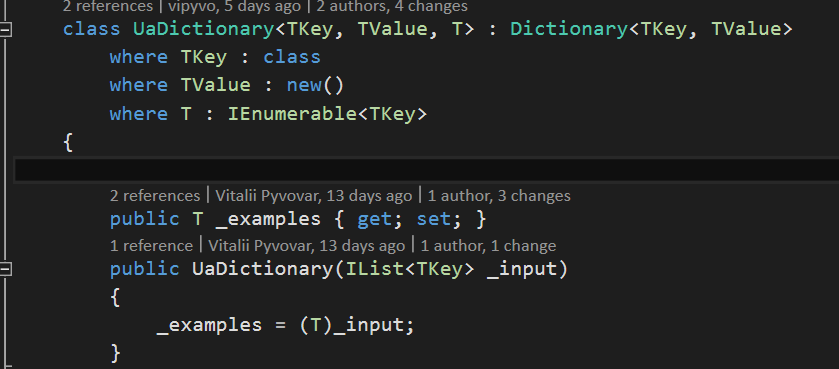 2 references | vipyvo, 5 days ago | 2 authors, 4 changes
class UaDictionary<TKey, TValue, T> : Dictionary<TKey, TValue>
where TKey : class
where TValue : new()
where T : IEnumerable<TKey>
{
2 references | Vitalii Pyvovar, 13 days ago | 1 author, 3 changes
public T _examples { get; set; }
1 reference | Vitalii Pyvovar, 13 days ago | 1 author, 1 change
public UaDictionary(IList<TKey> _input)
{
_examples = (T)_input;
}